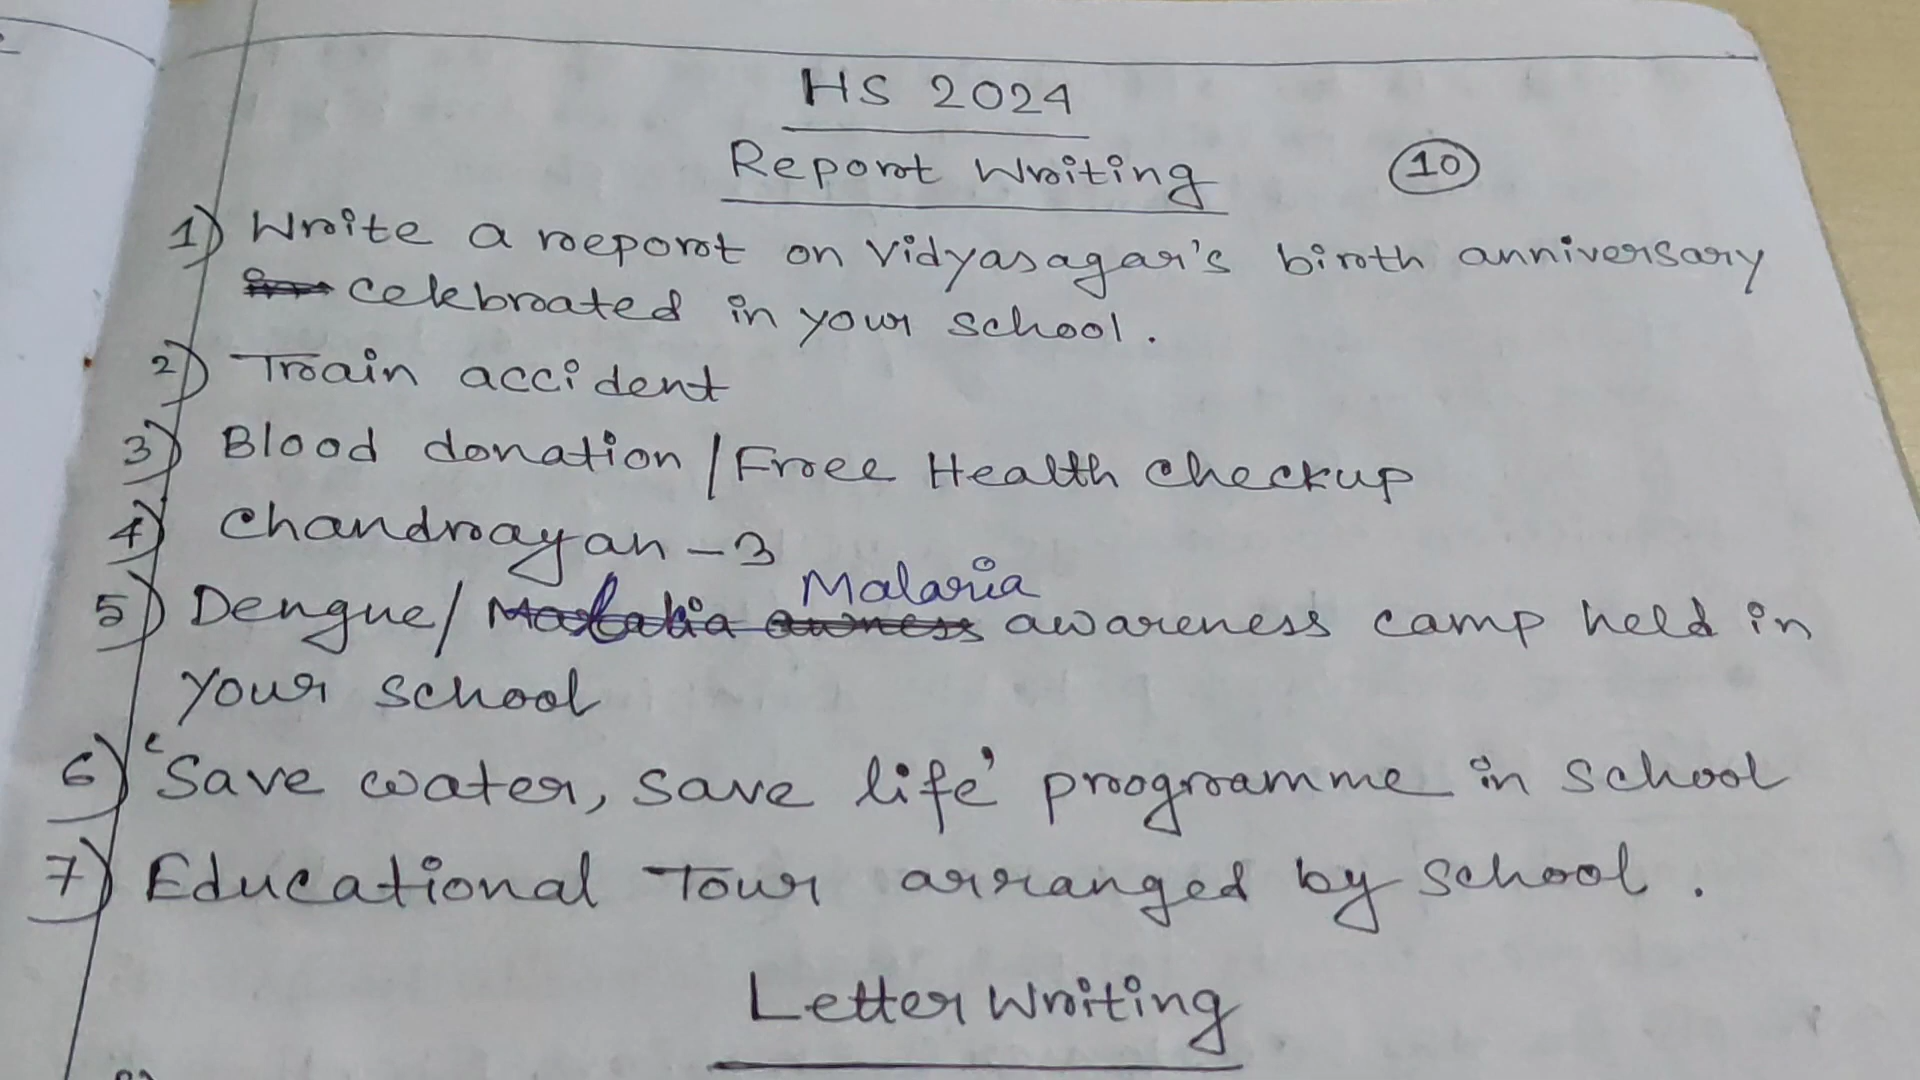 HS 2024
Report Writing 10
1) Write a report on Vidyasagar's birth anniversary
celebrated in your school.
2) Train accident
3) Blood donation / Free Health checkup
4) Chandrayan - 3
5) Dengue / Malaria awareness camp held in
your school
6) 'Save water, save life' programme in school
7) Educational Tour arranged by school.
Letter Writing